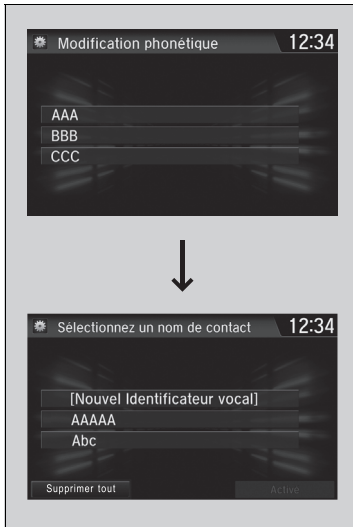 Modification phonétique 12:34
AAA
BBB
CCC
Sélectionnez un nom de contact 12:34
[Nouvel Identificateur vocal]
AAAAA
Abc
Supprimer tout Activé